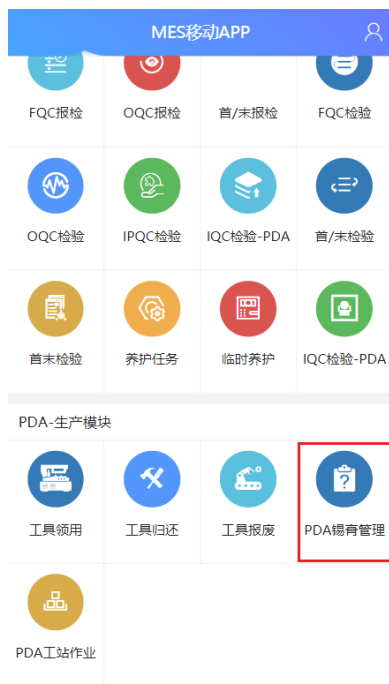 MES移动APP
FQC报检 OQC报检 首/末报检 FQC检验
OQC检验 IPQC检验 IQC检验-PDA 首/末检验
首末检验 养护任务 临时养护 IQC检验-PDA
PDA-生产模块
工具领用 工具归还 工具报废 PDA锡膏管理
PDA工站作业